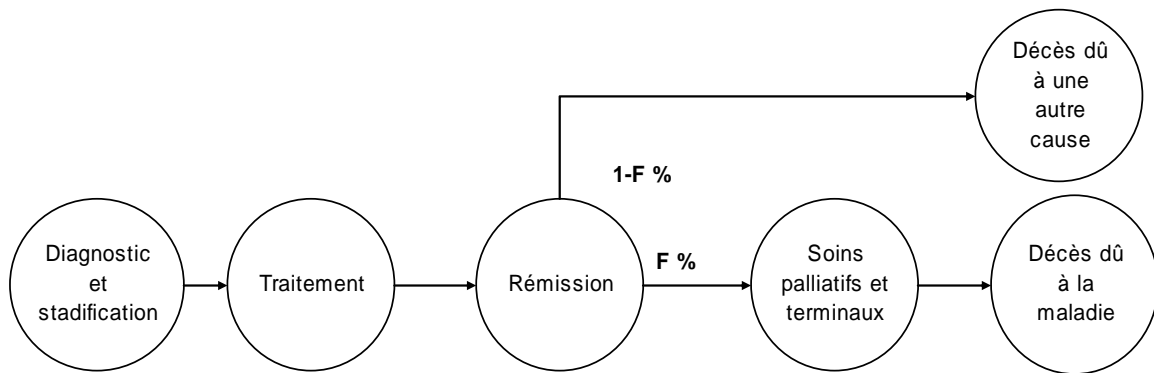 Décès dû
à une
autre
cause
1-F %
Diagnostic
et
stadification
Traitement
Rémission
F %
Soins
palliatifs et
terminaux
Décès dû
à la
maladie